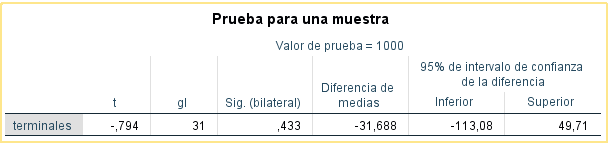 Prueba para una muestra
Valor de prueba = 1000
95% de intervalo de confianza
de la diferencia
Diferencia de
medias
t gl Sig. (bilateral) Inferior Superior
terminales -,794 31 ,433 -31,688 -113,08 49,71